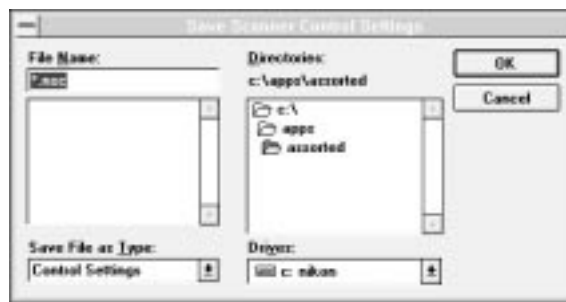 Save Scanner Control Settings
File Name:
Directories:
c:\apps\assorted
OK
Cancel
c:\
apps
assorted
Save File as Type:
Control Settings
Drives:
c: nikon